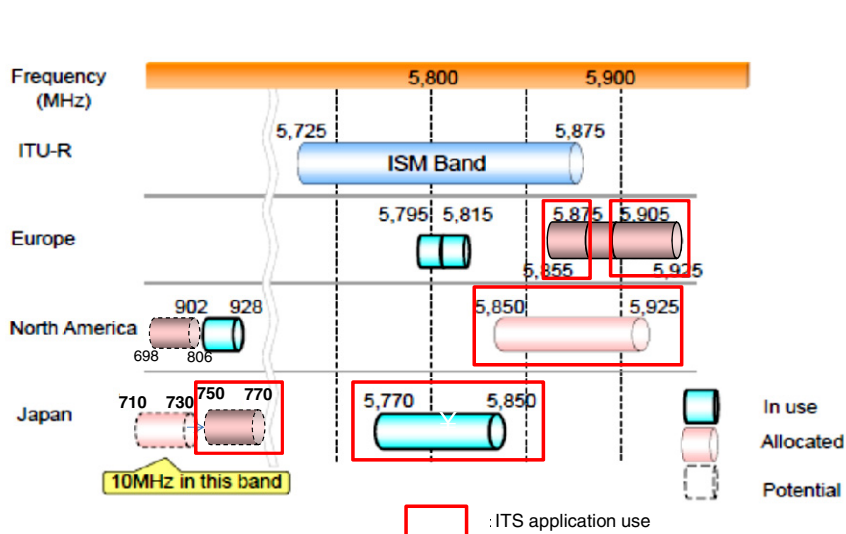 Frequency
(MHz)
5,800
5,900
ITU-R
5,725
5,875
ISM Band
Europe
5,795
5,815
5,875
5,905
5,855
5,925
North America
902
928
698
806
5,850
5,925
Japan
710
730
750
770
5,770
5,850
10MHz in this band
In use
Allocated
Potential
: ITS application use